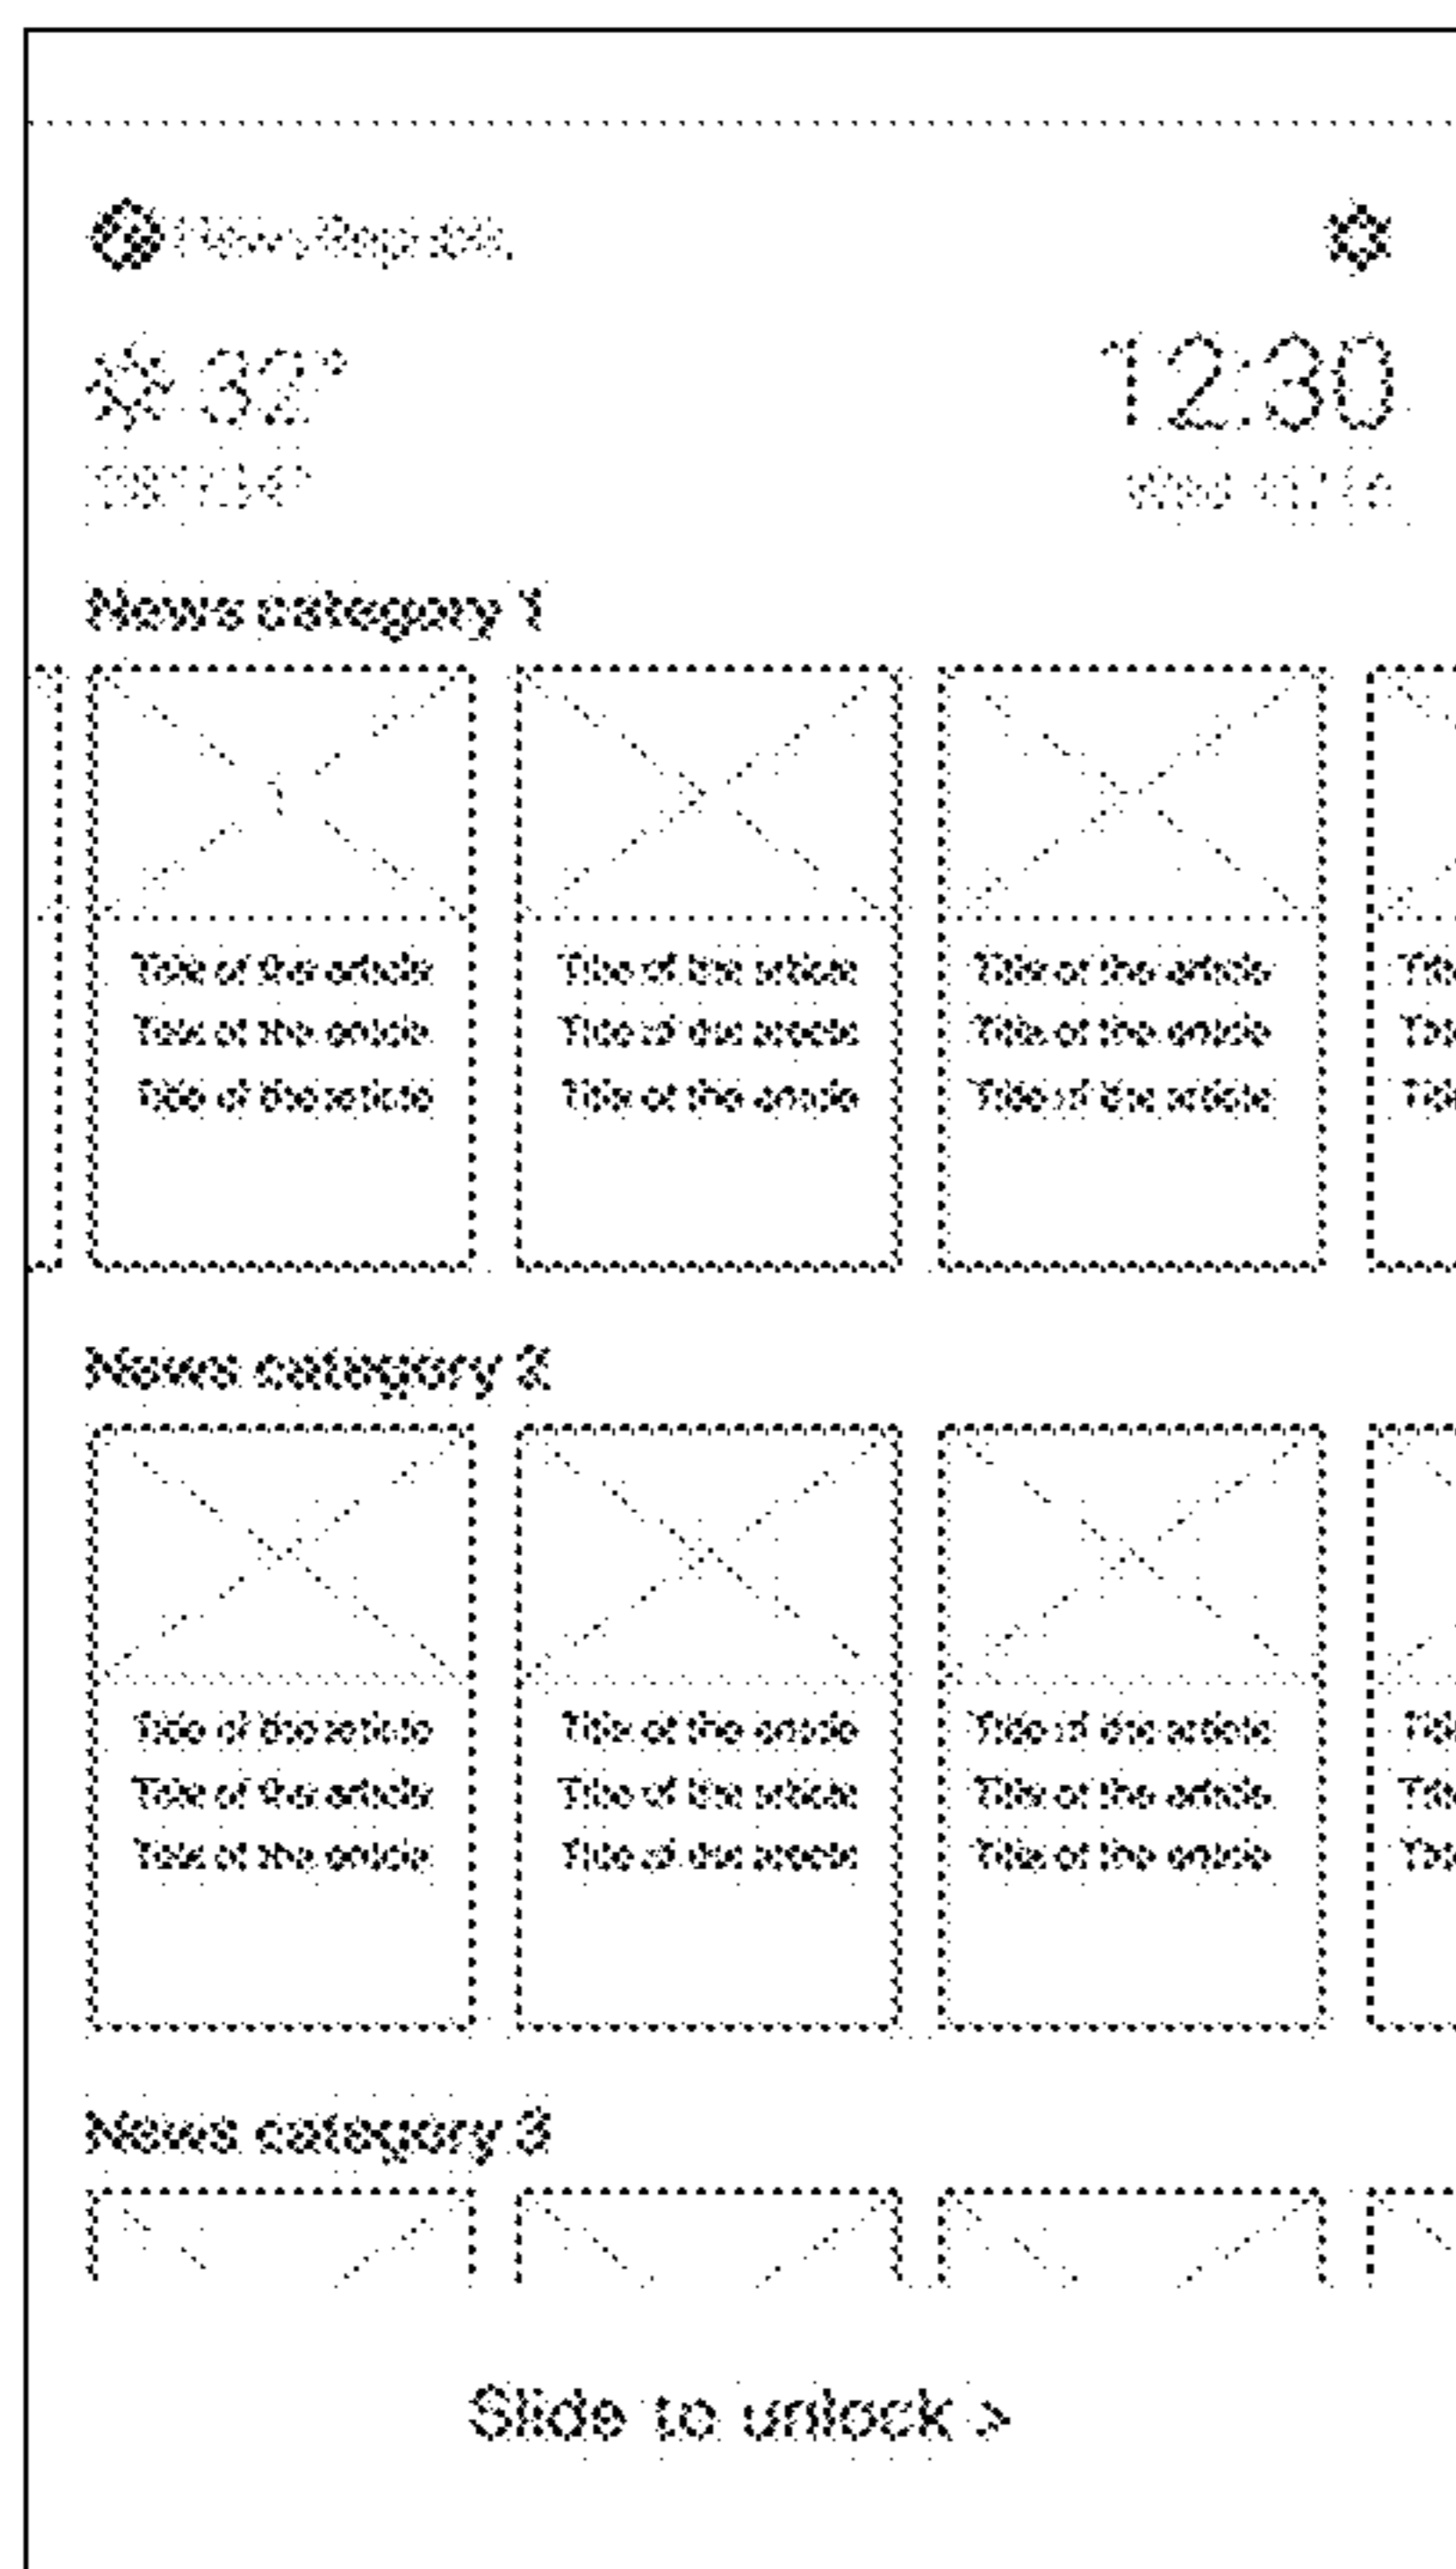 32°
12:30
News category 1
Title of the article Title of the article Title of the article
Title of the article Title of the article Title of the article
Title of the article Title of the article Title of the article
News category 2
Title of the article Title of the article Title of the article
Title of the article Title of the article Title of the article
Title of the article Title of the article Title of the article
News category 3
Slide to unlock >